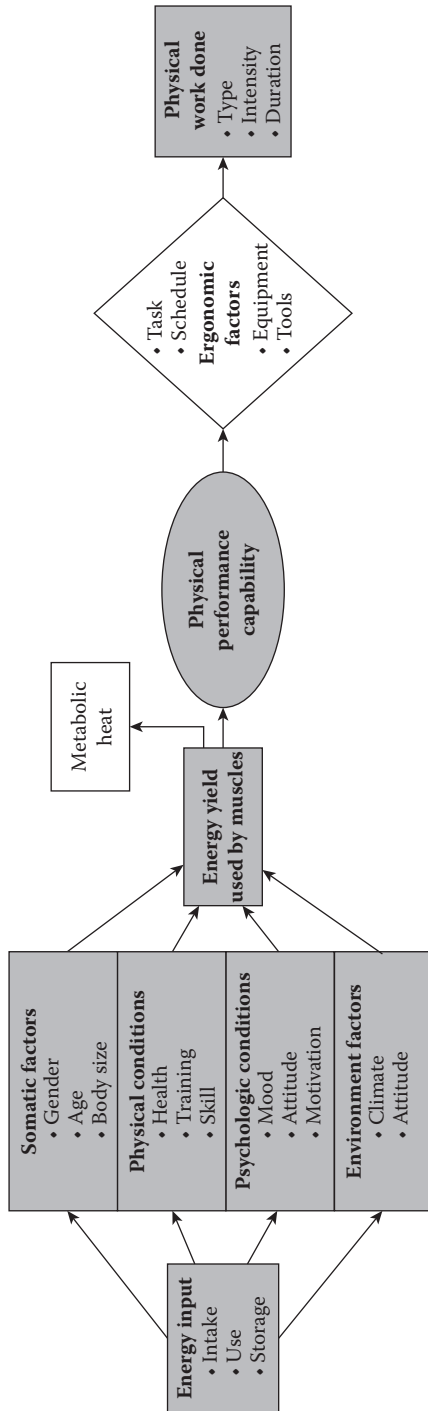 Energy input
• Intake
• Use
• Storage
Somatic factors
• Gender
• Age
• Body size
Physical conditions
• Health
• Training
• Skill
Psychologic conditions
• Mood
• Attitude
• Motivation
Environment factors
• Climate
• Attitude
Energy yield
used by muscles
Metabolic
heat
Physical
performance
capability
• Task
• Schedule
Ergonomic
factors
• Equipment
• Tools
Physical
work done
• Type
• Intensity
• Duration